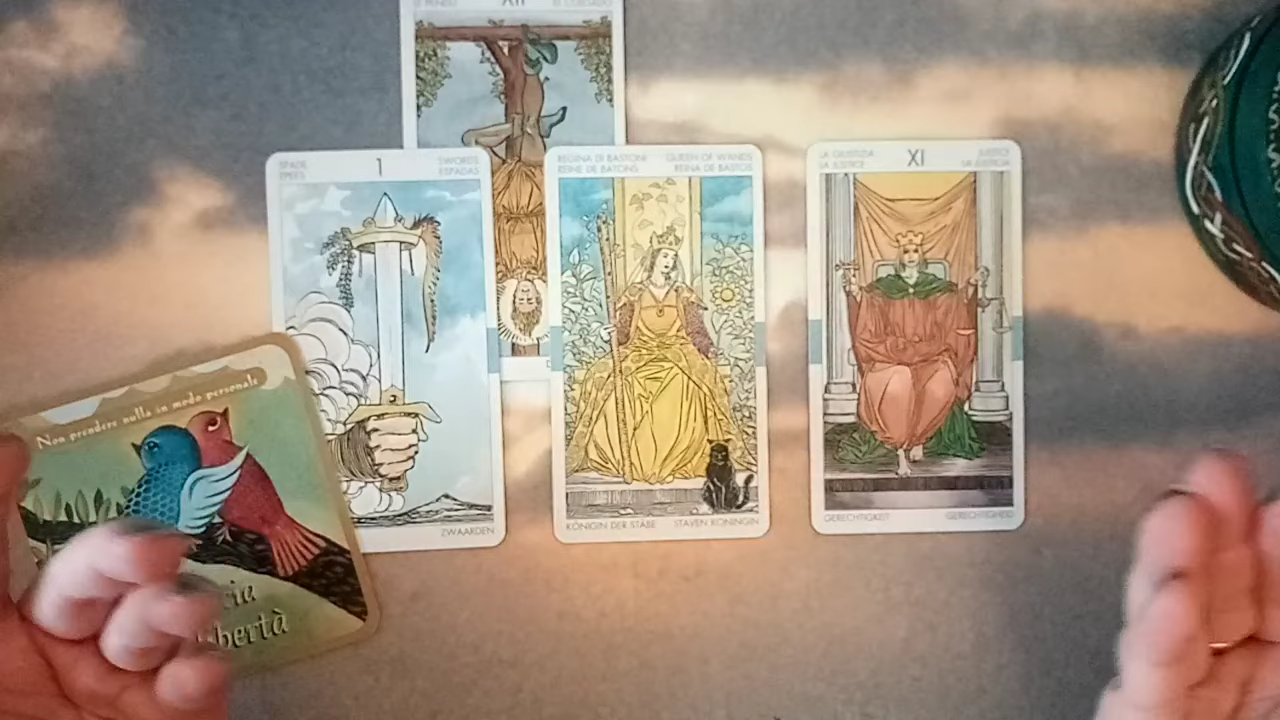 XII
SPADE
EPEES
1
SWORDS
ESPADAS
ZWAARDEN
REGINA DI BASTONI
REINE DE BATONS
QUEEN OF WANDS
REINA DE BASTOS
KÖNIGIN DER STÄBE
STAVEN KONINGIN
LA GIUSTIZIA
LA JUSTICE
XI
JUSTICE
LA JUSTICIA
GERECHTIGKEIT
GERECHTIGHEID
Non prendere nulla in modo personale